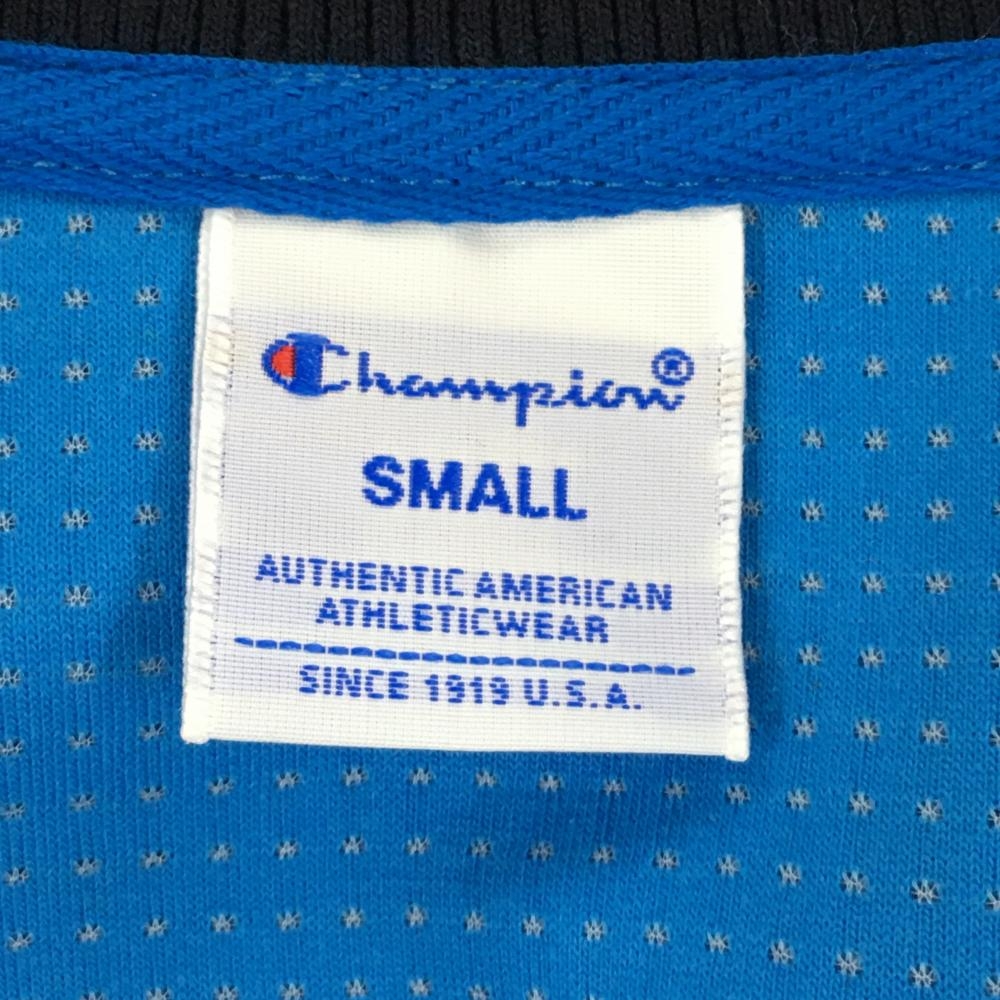 Champion®
SMALL
AUTHENTIC AMERICAN
ATHLETICWEAR
SINCE 1919 U.S.A.